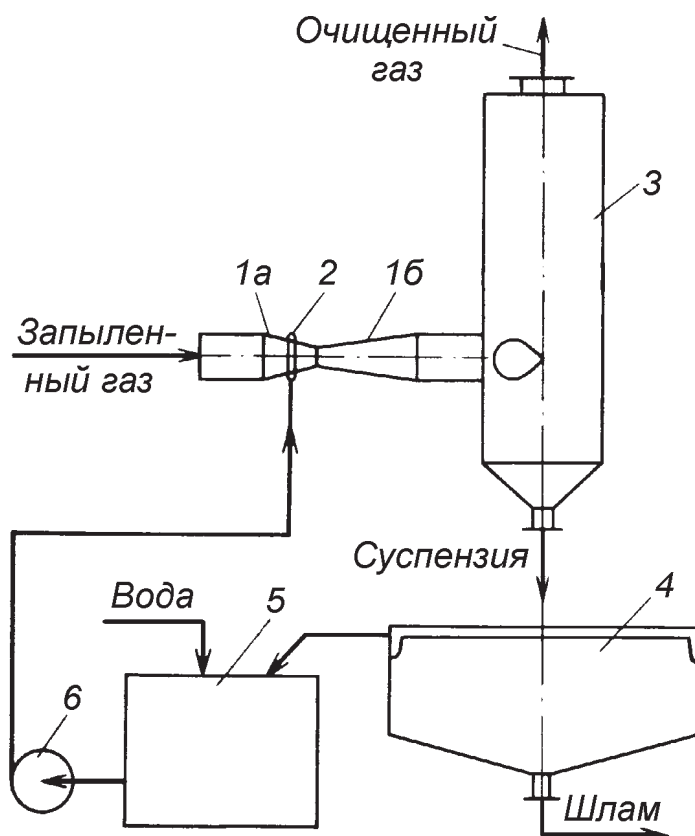 Очищенный
газ
3
1а
2
1б
Запылен-
ный газ
Суспензия
Вода
5
4
6
Шлам